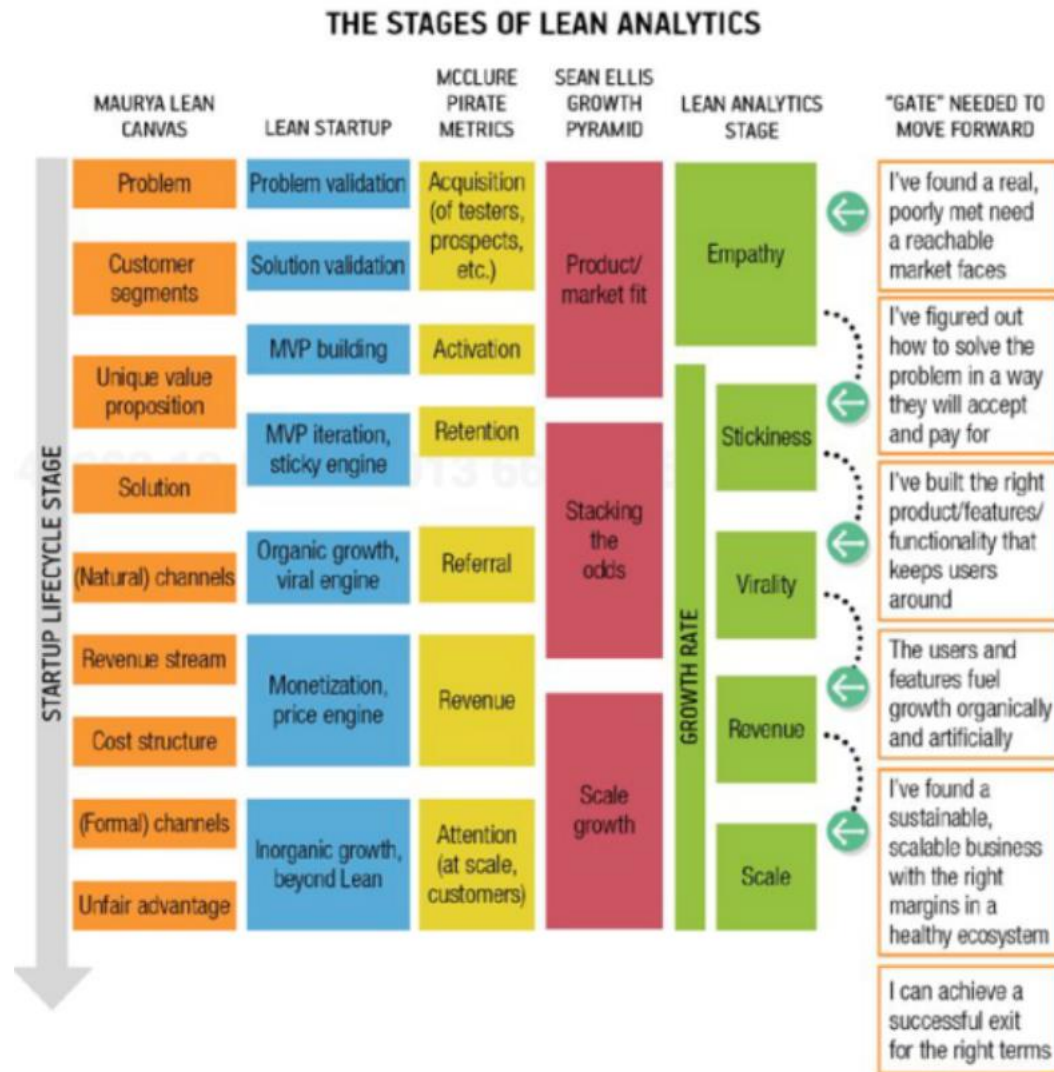 THE STAGES OF LEAN ANALYTICS
MAURYA LEAN
CANVAS
LEAN STARTUP
MCCLURE
PIRATE
METRICS
SEAN ELLIS
GROWTH
PYRAMID
LEAN ANALYTICS
STAGE
"GATE" NEEDED TO
MOVE FORWARD
STARTUP LIFECYCLE STAGE
Problem
Customer
segments
Unique value
proposition
Solution
(Natural) channels
Revenue stream
Cost structure
(Formal) channels
Unfair advantage
Problem validation
Solution validation
MVP building
MVP iteration,
sticky engine
Organic growth,
viral engine
Monetization,
price engine
Inorganic growth,
beyond Lean
Acquisition
(of testers,
prospects,
etc.)
Activation
Retention
Referral
Revenue
Attention
(at scale,
customers)
Product/
market fit
Stacking
the
odds
Scale
growth
GROWTH RATE
Empathy
Stickiness
Virality
Revenue
Scale
I've found a real,
poorly met need
a reachable
market faces
I've figured out
how to solve the
problem in a way
they will accept
and pay for
I've built the right
product/features/
functionality that
keeps users
around
The users and
features fuel
growth organically
and artificially
I've found a
sustainable,
scalable business
with the right
margins in a
healthy ecosystem
I can achieve a
successful exit
for the right terms